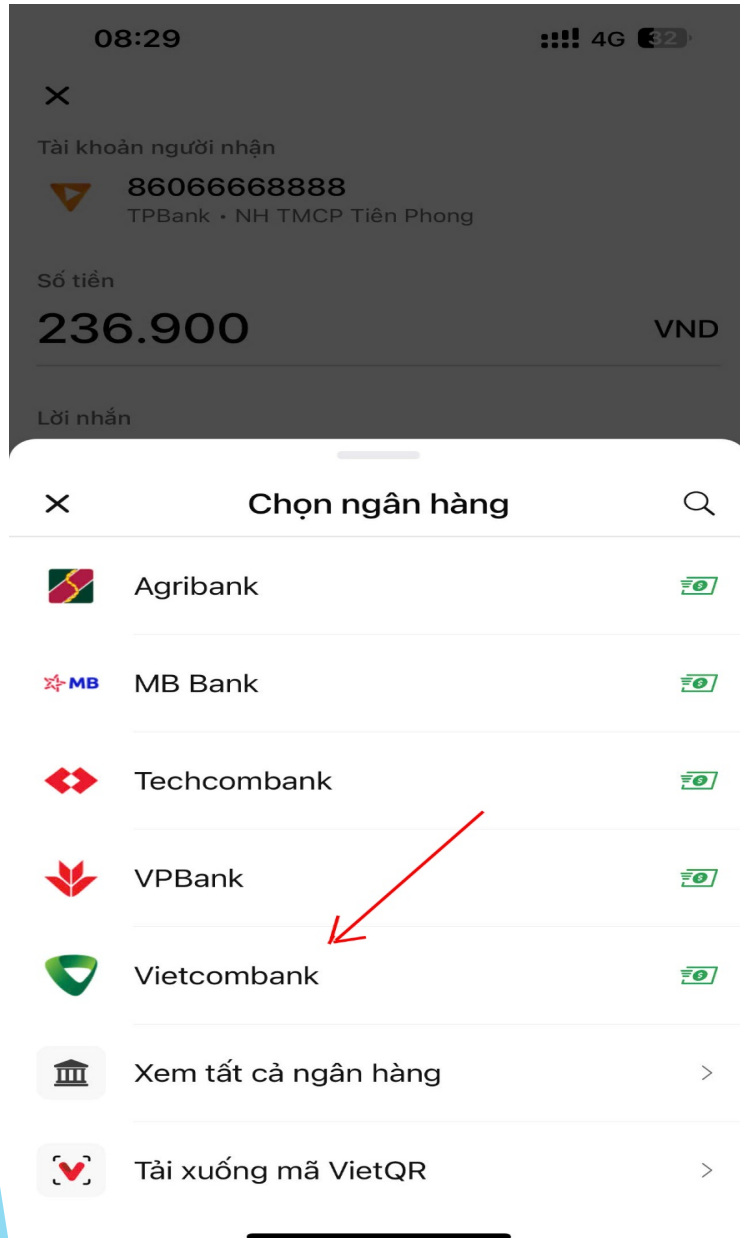 08:29 4G 32
Tài khoản người nhận
86066668888
TPBank • NH TMCP Tiên Phong
Số tiền
236.900 VND
Lời nhắn
Chọn ngân hàng
Agribank
MB MB Bank
Techcombank
VPBank
Vietcombank
Xem tất cả ngân hàng
Tải xuống mã VietQR